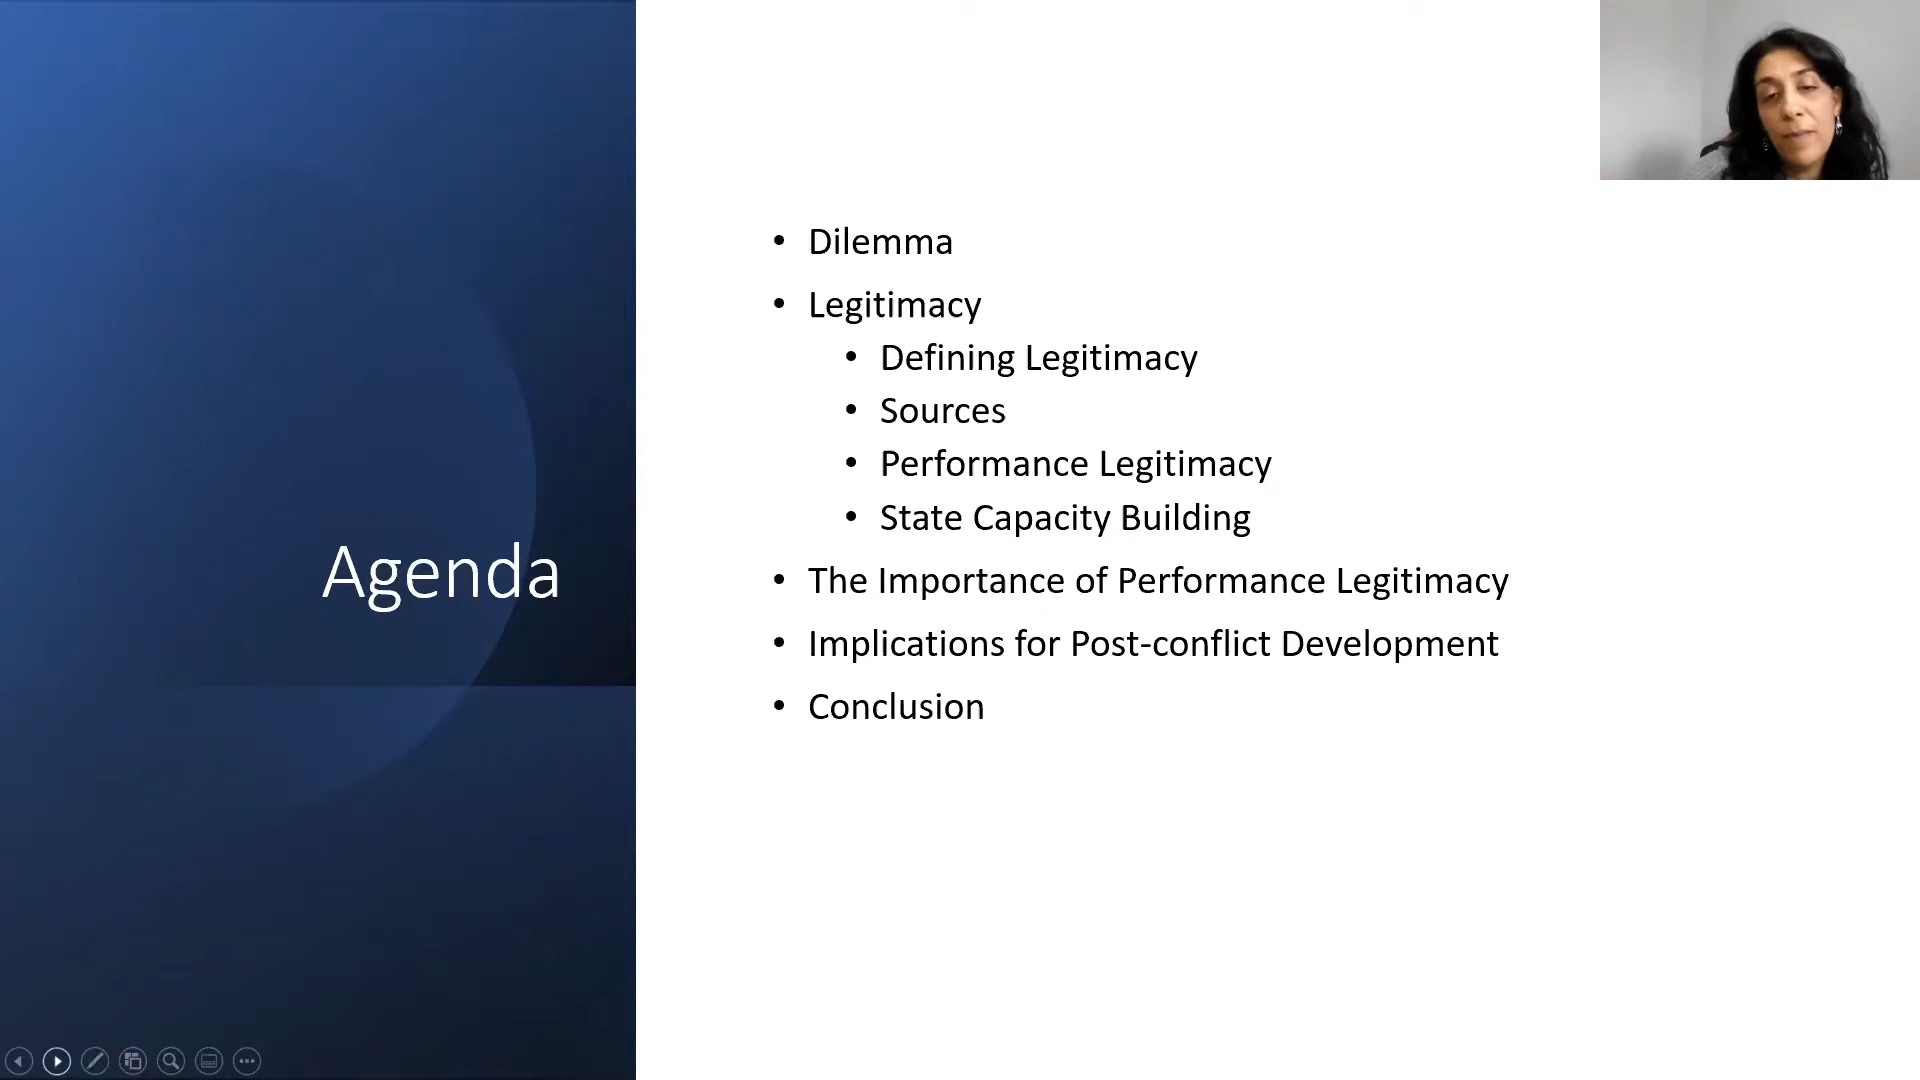 Agenda
• Dilemma
• Legitimacy
• Defining Legitimacy
• Sources
• Performance Legitimacy
• State Capacity Building
• The Importance of Performance Legitimacy
• Implications for Post-conflict Development
• Conclusion